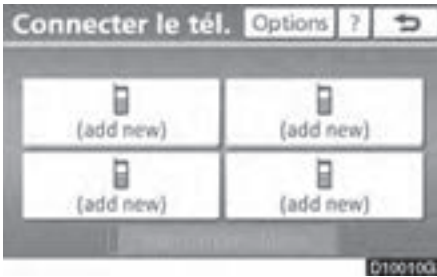 Connecter le tél. Options ?
(add new) (add new)
(add new) (add new)
D10010G